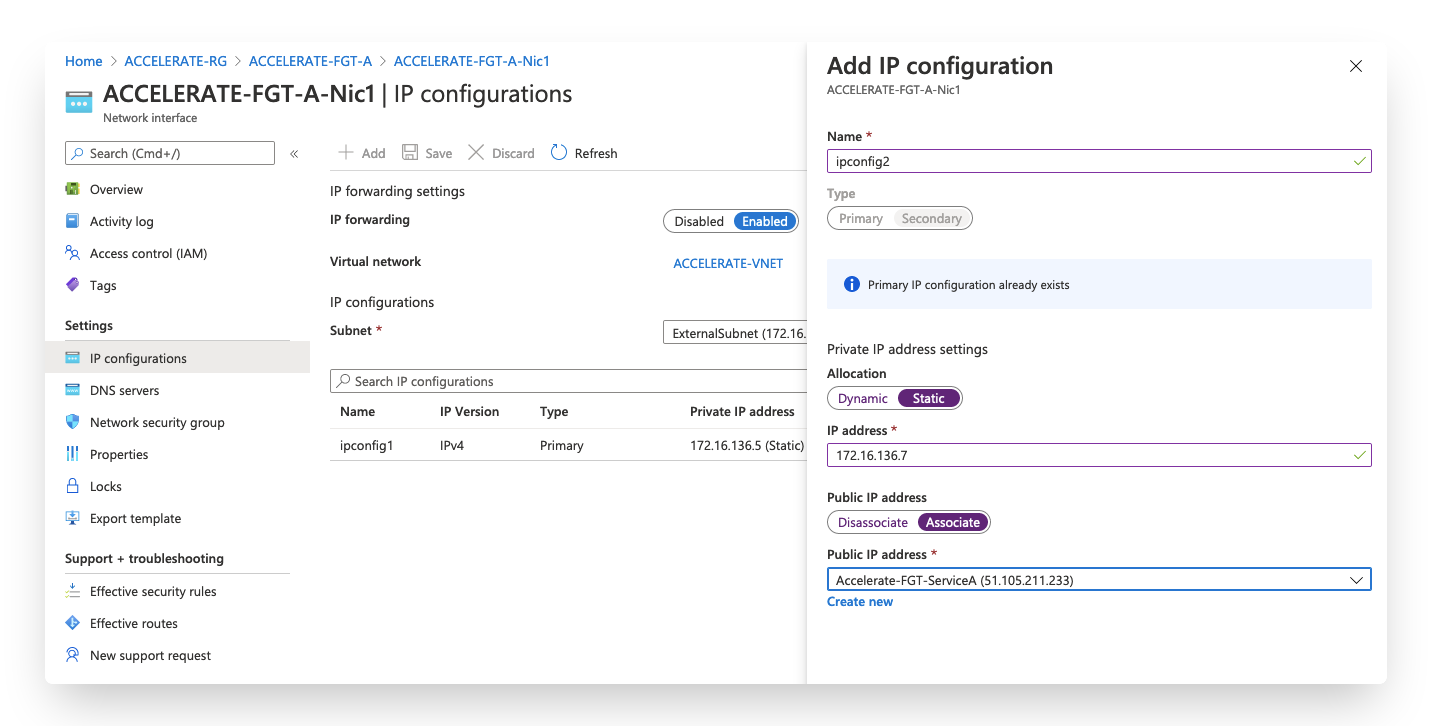 Home > ACCELERATE-RG > ACCELERATE-FGT-A > ACCELERATE-FGT-A-Nic1
ACCELERATE-FGT-A-Nic1 | IP configurations
Network interface
Search (Cmd+/)
«
Overview
Activity log
Access control (IAM)
Tags
Settings
IP configurations
DNS servers
Network security group
Properties
Locks
Export template
Support + troubleshooting
Effective security rules
Effective routes
New support request
Add Save Discard Refresh
IP forwarding settings
IP forwarding Disabled Enabled
Virtual network ACCELERATE-VNET
IP configurations
Subnet * ExternalSubnet (172.16.
Search IP configurations
Name IP Version Type Private IP address
ipconfig1 IPv4 Primary 172.16.136.5 (Static)
Add IP configuration
ACCELERATE-FGT-A-Nic1
Name *
ipconfig2
Type
Primary Secondary
Primary IP configuration already exists
Private IP address settings
Allocation
Dynamic Static
IP address *
172.16.136.7
Public IP address
Disassociate Associate
Public IP address *
Accelerate-FGT-ServiceA (51.105.211.233)
Create new